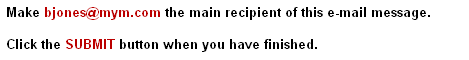 Make bjones@mym.com the main recipient of this e-mail message.
Click the SUBMIT button when you have finished.